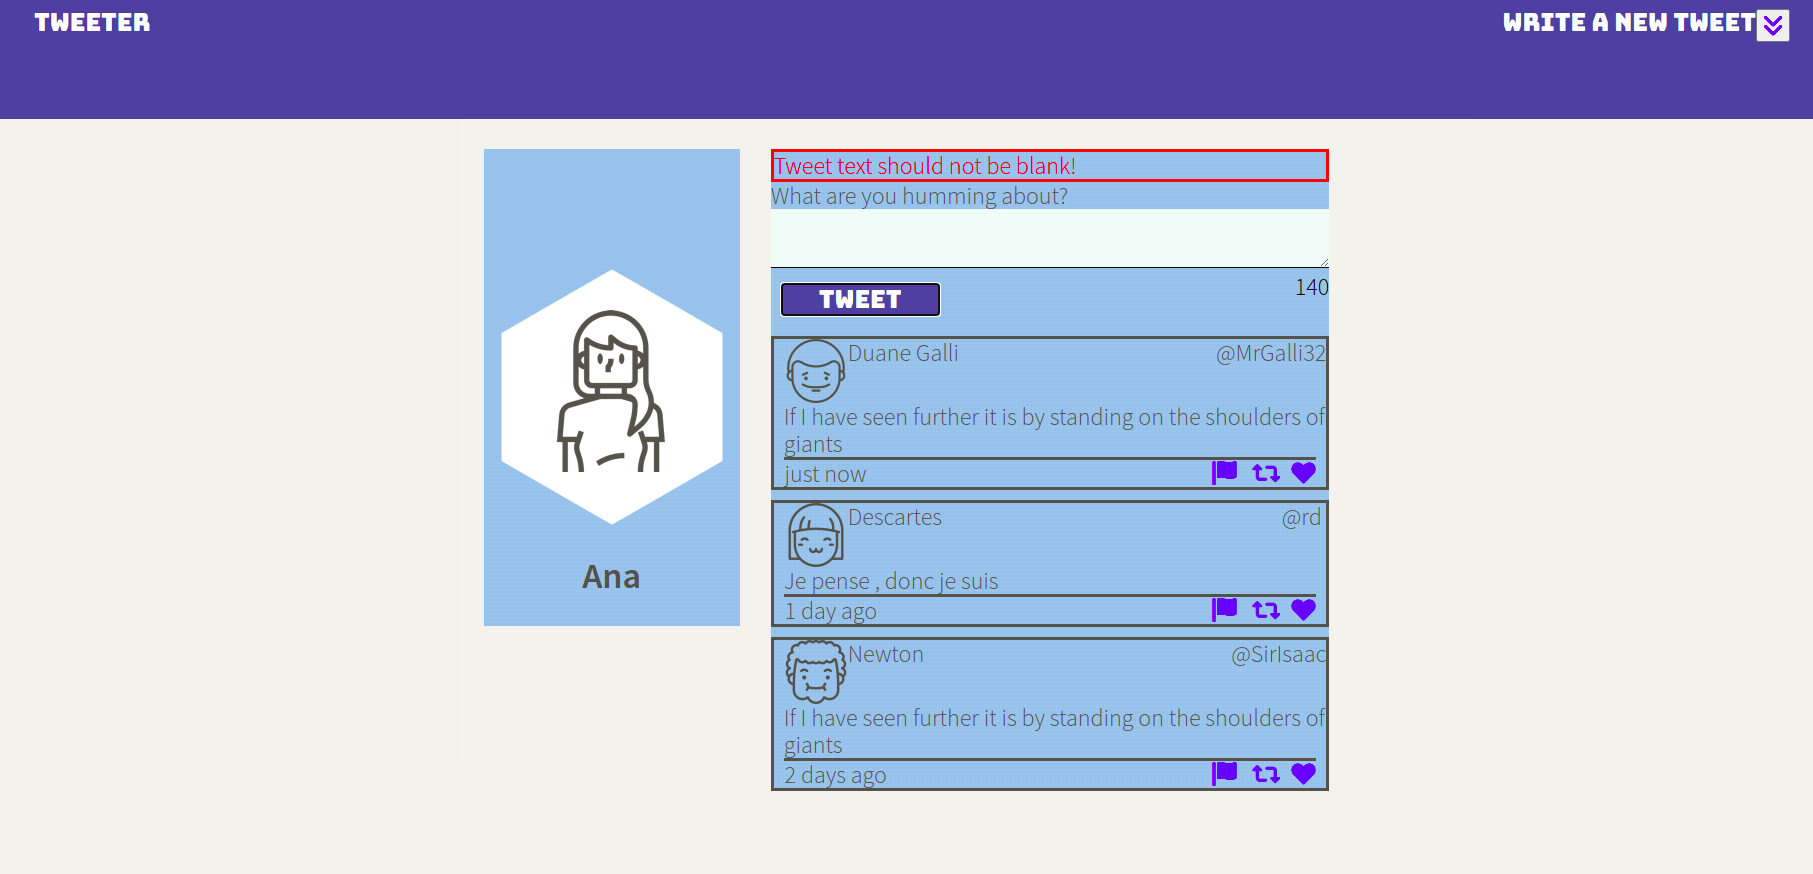 TWEETER
WRITE A NEW TWEET
Tweet text should not be blank!
What are you humming about?
TWEET
140
Duane Galli @MrGalli32
If I have seen further it is by standing on the shoulders of
giants
just now
Descartes @rd
Je pense , donc je suis
1 day ago
Newton @SirIsaac
If I have seen further it is by standing on the shoulders of
giants
2 days ago
Ana